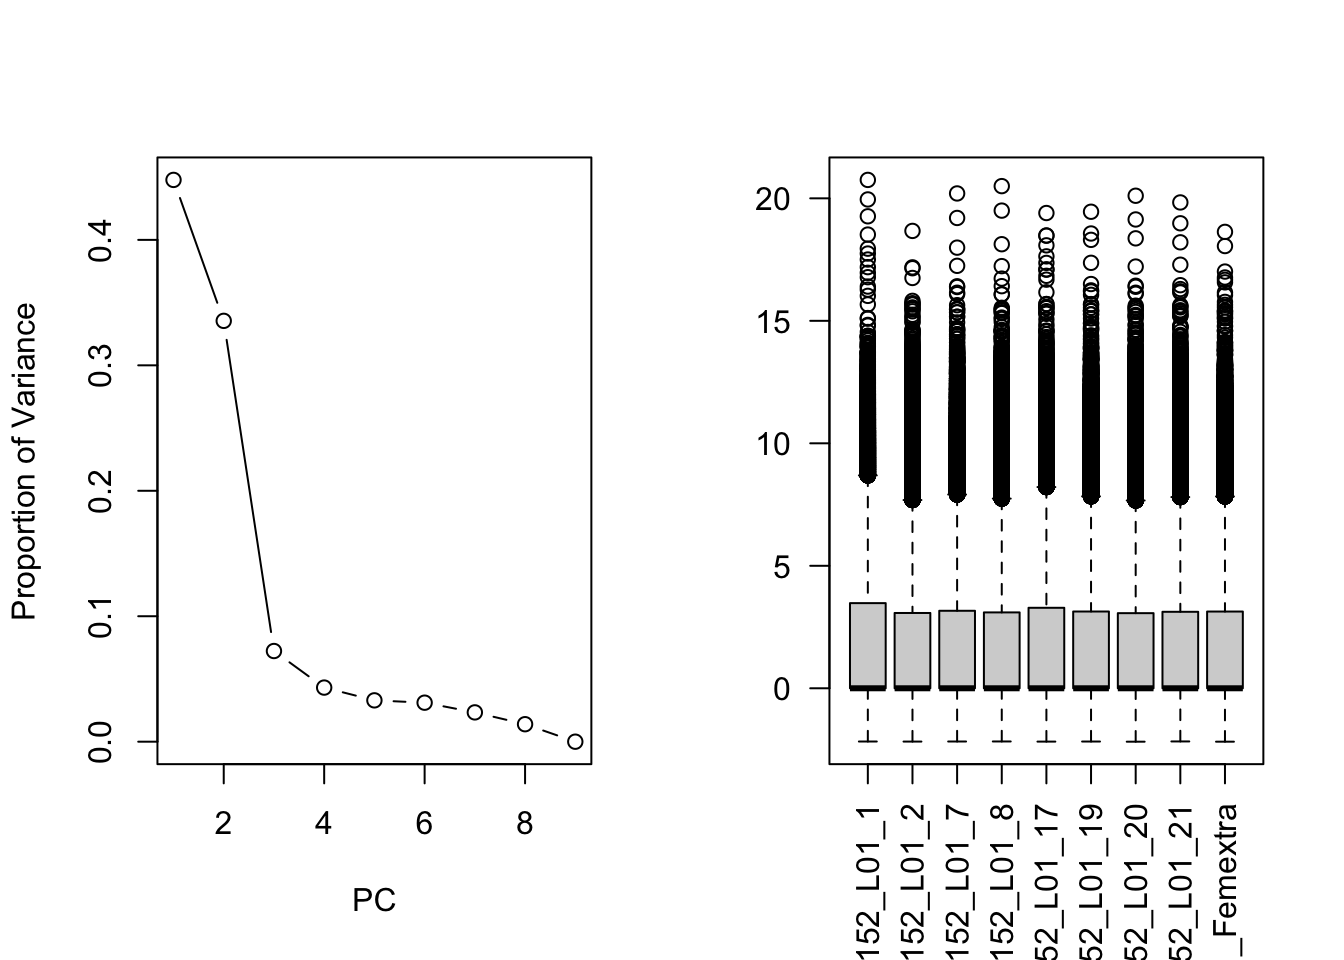 Proportion of Variance
0.0
0.1
0.2
0.3
0.4
2
4
6
8
PC
0
5
10
15
20
152_L01_1
152_L01_2
152_L01_7
152_L01_8
52_L01_17
52_L01_19
52_L01_20
52_L01_21
_Femextra